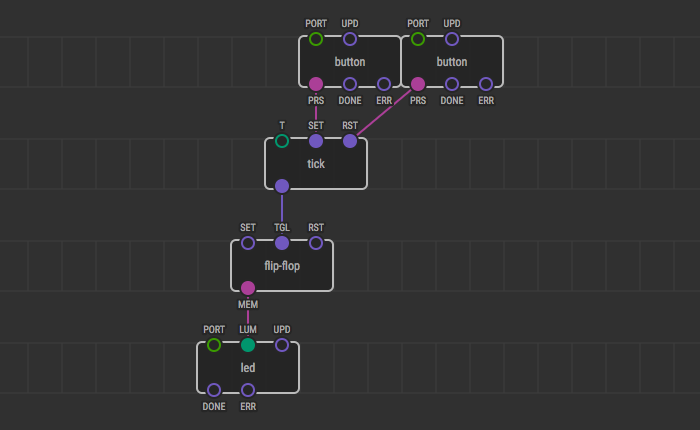 PORT UPD PORT UPD
button button
PRS DONE ERR PRS DONE ERR
T SET RST
tick
SET TGL RST
flip-flop
MEM
PORT LUM UPD
led
DONE ERR